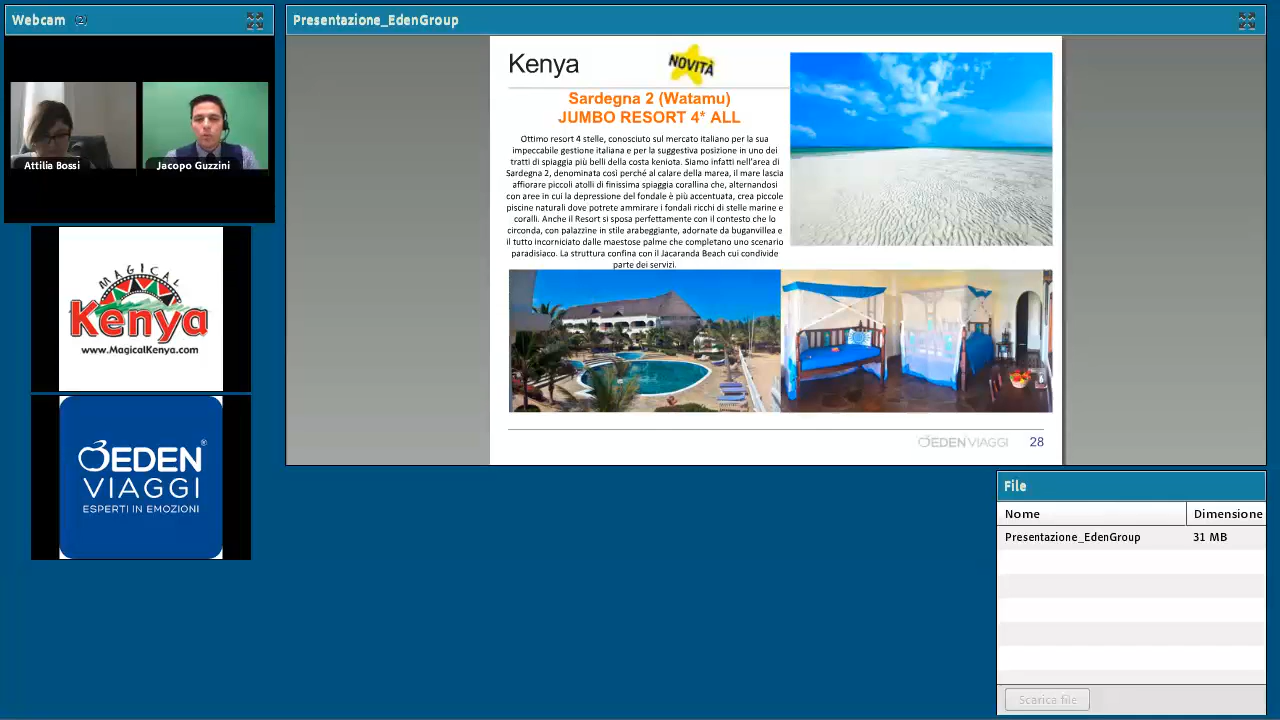 Webcam (2)
Attilia Bossi
Jacopo Guzzini
MAGICAL
Kenya
www.MagicalKenya.com
EDEN®
VIAGGI
ESPERTI IN EMOZIONI
Presentazione_EdenGroup
Kenya
NOVITÀ
Sardegna 2 (Watamu)
JUMBO RESORT 4* ALL
Ottimo resort 4 stelle, conosciuto sul mercato italiano per la sua
impeccabile gestione italiana e per la suggestiva posizione in uno dei
tratti di spiaggia più belli della costa keniota. Siamo infatti nell'area di
Sardegna 2, denominata così perché al calare della marea, il mare lascia
affiorare piccoli atolli di finissima spiaggia corallina che, alternandosi
con aree in cui la depressione del fondale è più accentuata, crea piccole
piscine naturali dove potrete ammirare i fondali ricchi di stelle marine e
coralli. Anche il Resort si sposa perfettamente con il contesto che lo
circonda, con palazzine in stile arabeggiante, adornate da buganvillea e
il tutto incorniciato dalle maestose palme che completano uno scenario
paradisiaco. La struttura confina con il Jacaranda Beach cui condivide
parte dei servizi.
EDEN VIAGGI
28
File
Nome Dimensione
Presentazione_EdenGroup 31 MB
Scarica file